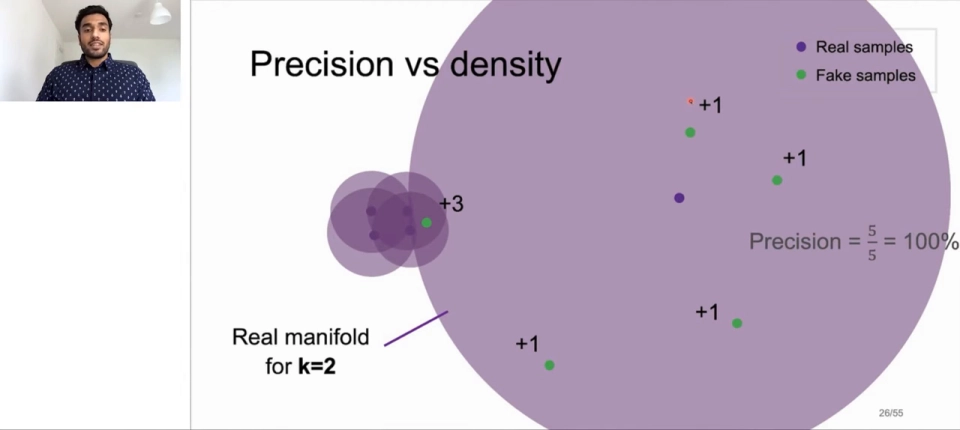 Precision vs density
Real samples
Fake samples
+1
+1
+3
Precision = 5/5 = 100%
+1
Real manifold
for k=2
+1
26/55